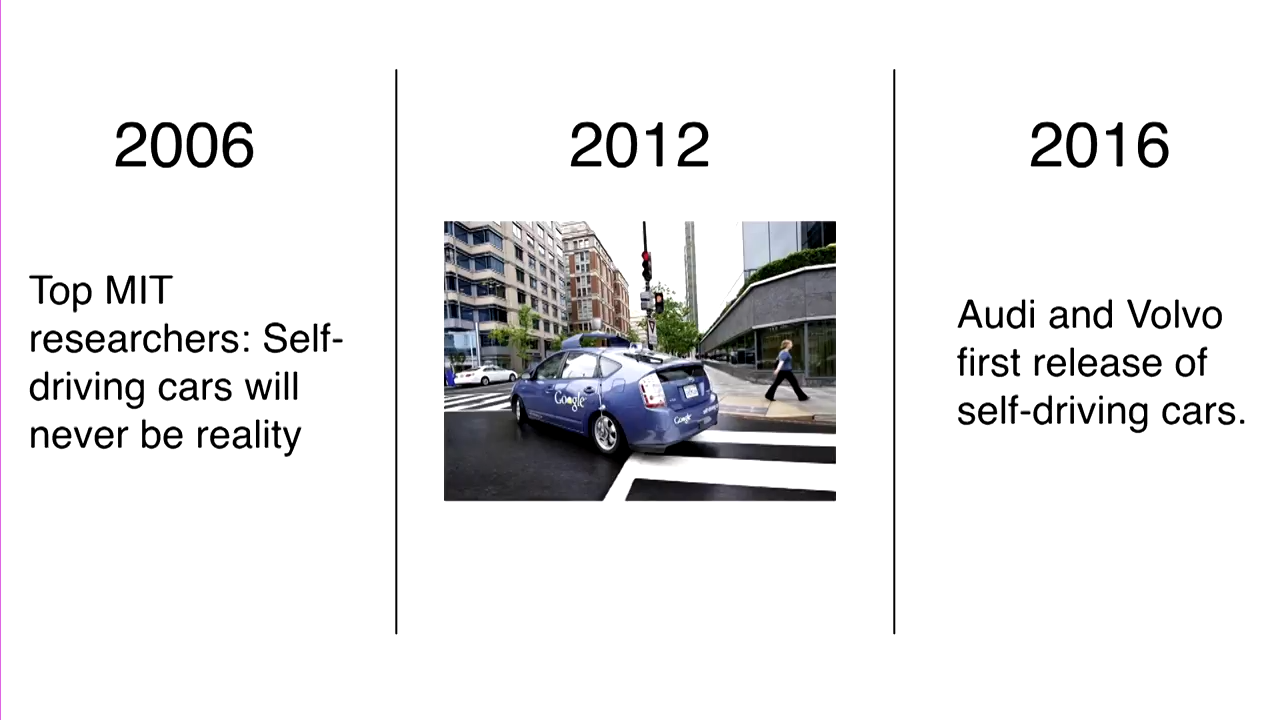 2006
2012
2016
Top MIT
researchers: Self-
driving cars will
never be reality
Google
Google
Audi and Volvo
first release of
self-driving cars.